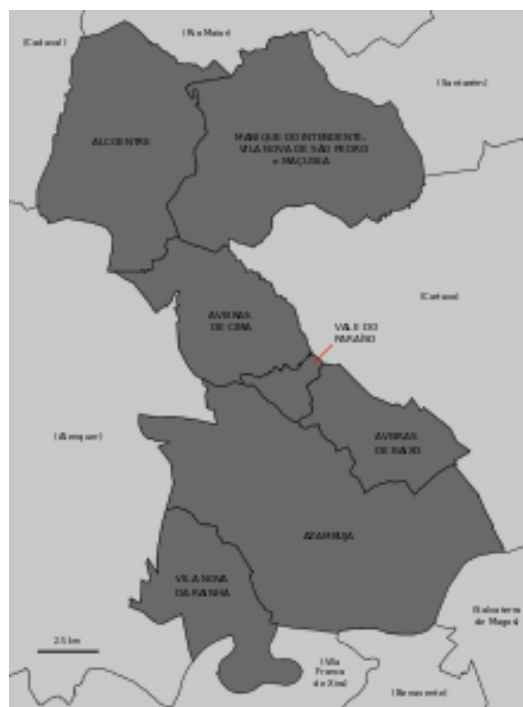 (Cadaval)
(Rio Maior)
(Santarém)
ALCOENTRE
MANIQUE DO INTENDENTE,
VILA NOVA DE SÃO PEDRO
e MAÇUSSA
(Cartaxo)
AVEIRAS
DE CIMA
VALE DO
PARAÍSO
(Alenquer)
AVEIRAS
DE BAIXO
AZAMBUJA
VILA NOVA
DA RAINHA
(Salvaterra
de Magos)
2.5 km
(Vila
Franca
de Xira)
(Benavente)